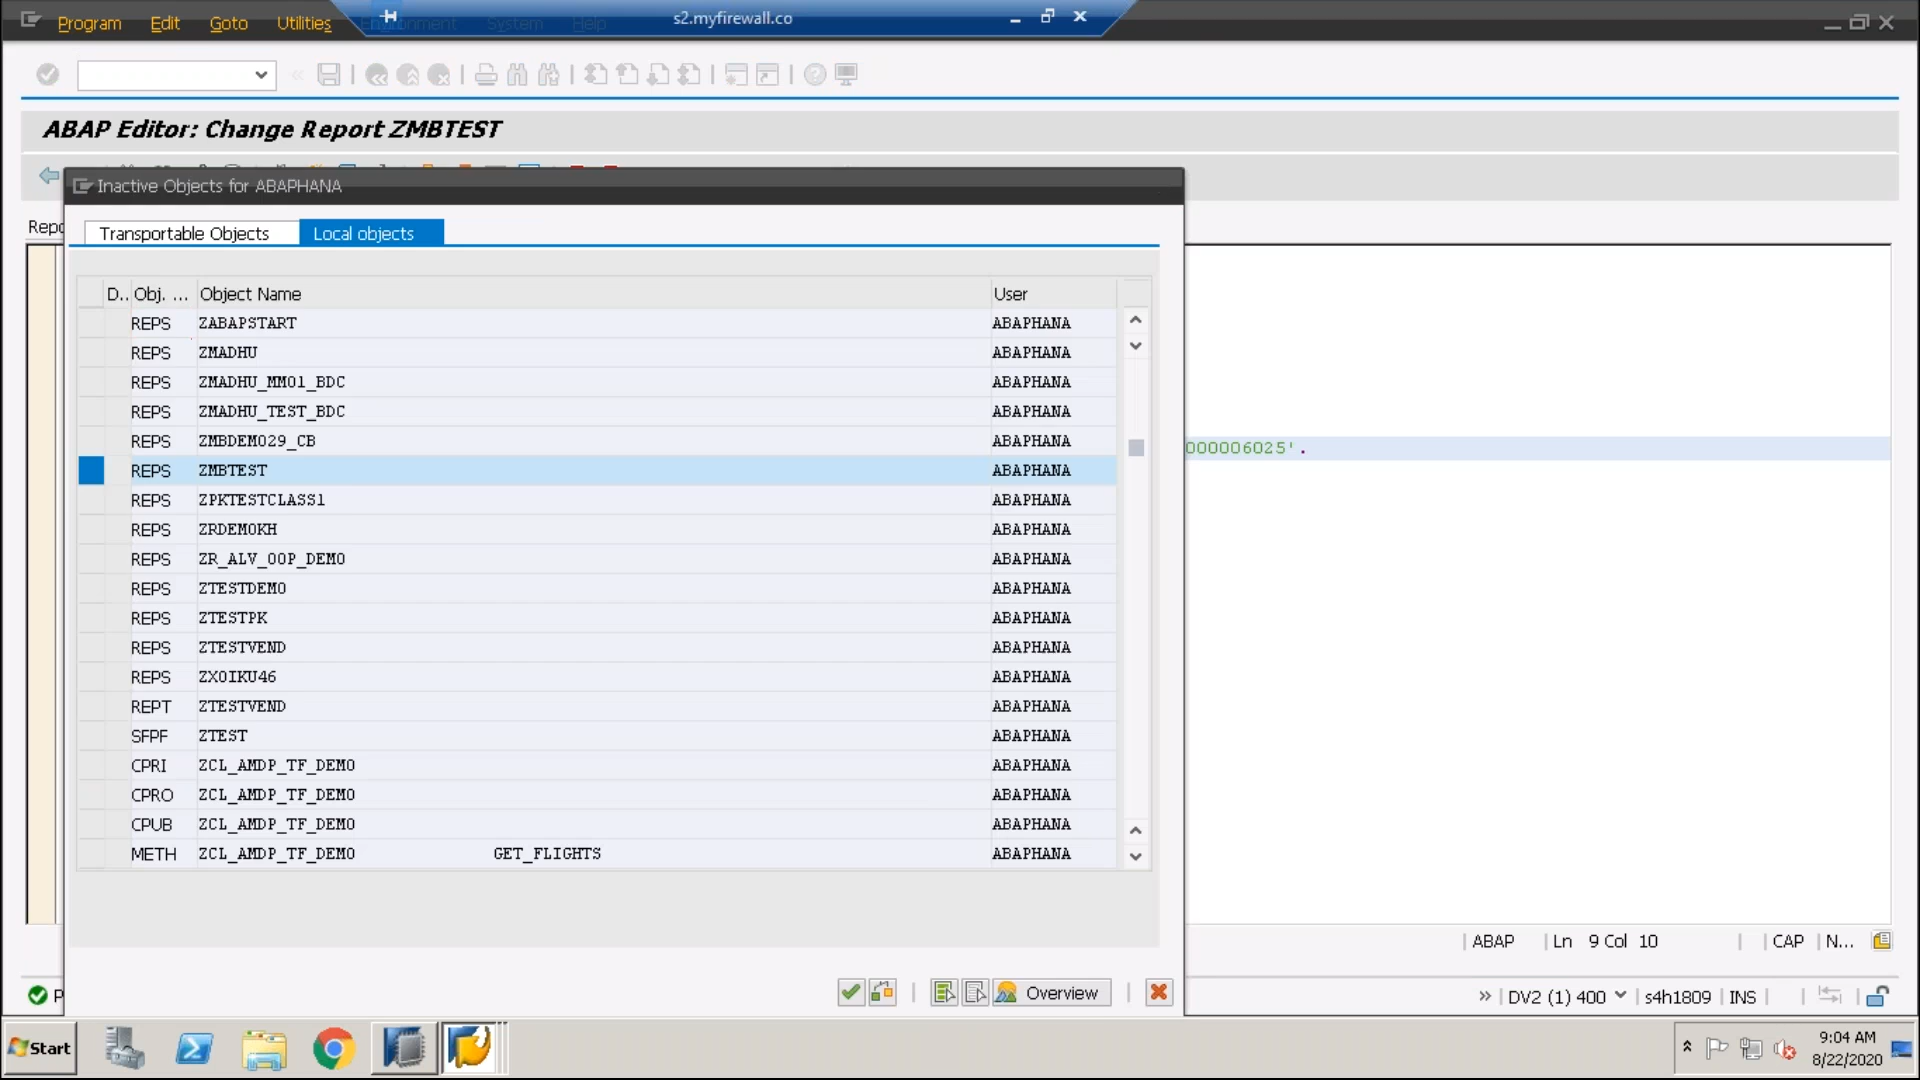 Program Edit Goto Utilities Environment System Help
s2.myfirewall.co
ABAP Editor: Change Report ZMBTEST
Inactive Objects for ABAPHANA
Repo
Transportable Objects Local objects
D.. Obj. ... Object Name User
REPS ZABAPSTART ABAPHANA
REPS ZMADHU ABAPHANA
REPS ZMADHU_MM01_BDC ABAPHANA
REPS ZMADHU_TEST_BDC ABAPHANA
REPS ZMBDEMO29_CB ABAPHANA
000006025'.
REPS ZMBTEST ABAPHANA
REPS ZPKTESTCLASS1 ABAPHANA
REPS ZRDEMOKH ABAPHANA
REPS ZR_ALV_OOP_DEMO ABAPHANA
REPS ZTESTDEMO ABAPHANA
REPS ZTESTPK ABAPHANA
REPS ZTESTVEND ABAPHANA
REPS ZXOIKU46 ABAPHANA
REPT ZTESTVEND ABAPHANA
SFPF ZTEST ABAPHANA
CPRI ZCL_AMDP_TF_DEMO ABAPHANA
CPRO ZCL_AMDP_TF_DEMO ABAPHANA
CPUB ZCL_AMDP_TF_DEMO ABAPHANA
METH ZCL_AMDP_TF_DEMO GET_FLIGHTS ABAPHANA
ABAP Ln 9 Col 10 CAP N...
Overview
P
DV2 (1) 400 s4h1809 INS
Start
9:04 AM
8/22/2020